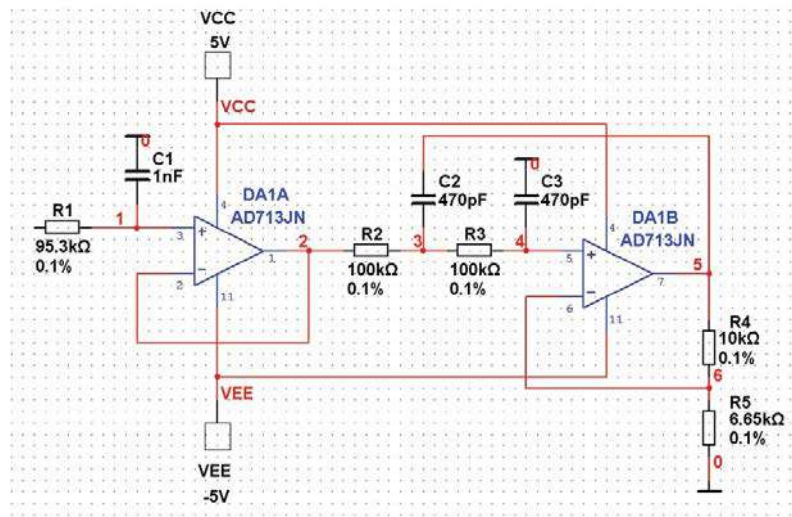 VCC
5V
VCC
0
C1
1nF
R1
95.3kΩ
0.1%
1
DA1A
AD713JN
4
3
2
1
11
2
R2
100kΩ
0.1%
C2
470pF
3
R3
100kΩ
0.1%
0
C3
470pF
4
DA1B
AD713JN
4
5
6
7
11
5
R4
10kΩ
0.1%
6
R5
6.65kΩ
0.1%
0
VEE
VEE
-5V